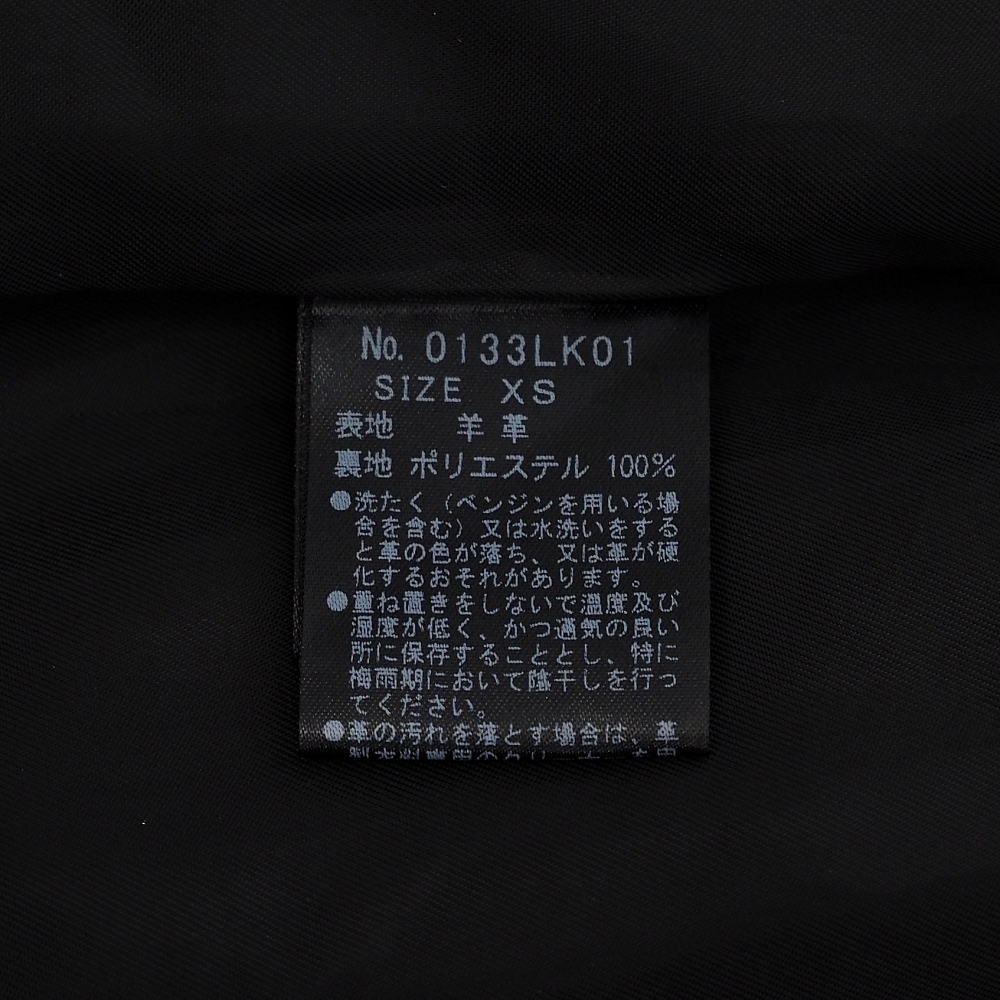 No. 0133LK01
SIZE XS
表地 羊革
裏地 ポリエステル 100%
●洗たく（ベンジンを用いる場
合を含む）又は水洗いをする
と革の色が落ち、又は革が硬
化するおそれがあります。
●重ね置きをしないで温度及び
湿度が低く、かつ通気の良い
所に保存することとし、特に
梅雨期において陰干しを行っ
てください。
●革の汚れを落とす場合は、革